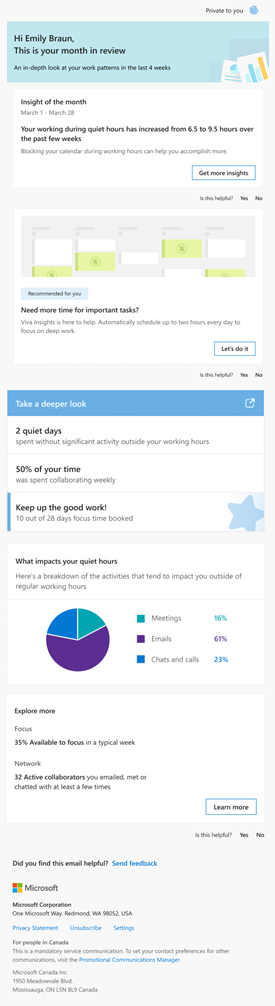 Private to you
Hi Emily Braun,
This is your month in review
An in-depth look at your work patterns in the last 4 weeks
Insight of the month
March 1 - March 28
Your working during quiet hours has increased from 6.5 to 9.5 hours over
the past few weeks
Blocking your calendar during working hours can help you accomplish more.
Get more insights
Is this helpful? Yes No
Recommended for you
Need more time for important tasks?
Viva Insights is here to help. Automatically schedule up to two hours every day to
focus on deep work.
Let's do it
Is this helpful? Yes No
Take a deeper look
2 quiet days
spent without significant activity outside your working hours
50% of your time
was spent collaborating weekly
Keep up the good work!
10 out of 28 days focus time booked
What impacts your quiet hours
Here's a breakdown of the activities that tend to impact you outside of
regular working hours
Meetings 16%
Emails 61%
Chats and calls 23%
Explore more
Focus
35% Available to focus in a typical week
Network
32 Active collaborators you emailed, met or
chatted with at least a few times
Learn more
Is this helpful? Yes No
Did you find this email helpful? Send feedback
Microsoft
Microsoft Corporation
One Microsoft Way, Redmond, WA 98052, USA
Privacy Statement Unsubscribe Settings
For people in Canada
This is a mandatory service communication. To set your contact preferences for other
communications, visit the Promotional Communications Manager.
Microsoft Canada Inc.
1950 Meadowvale Blvd.
Mississauga, ON L5N 8L9 Canada